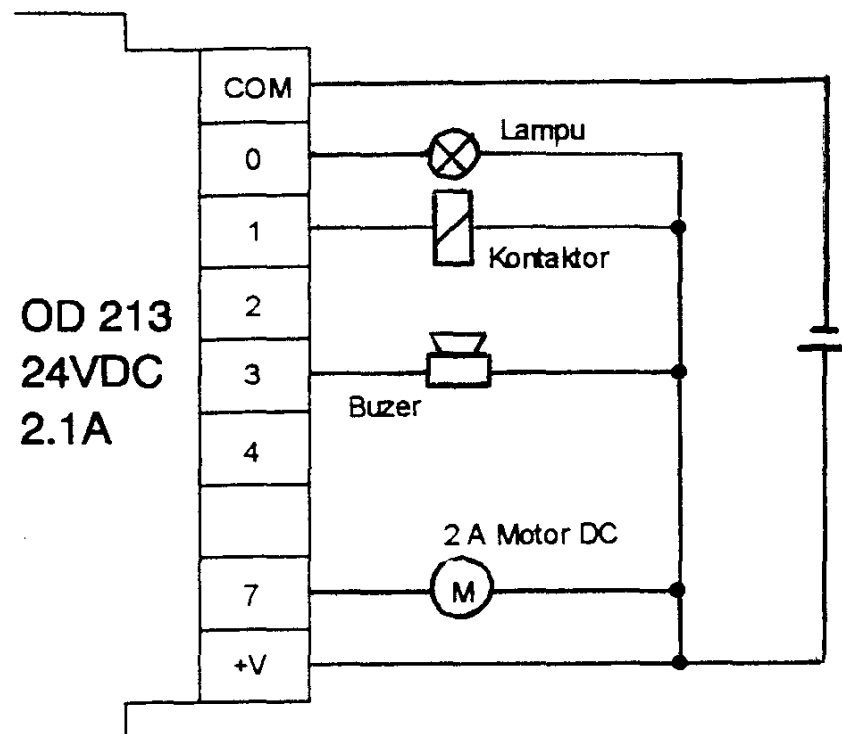 COM
Lampu
0
1
Kontaktor
2
OD 213
24VDC
2.1A
3
Buzer
4
2 A Motor DC
7
M
+V